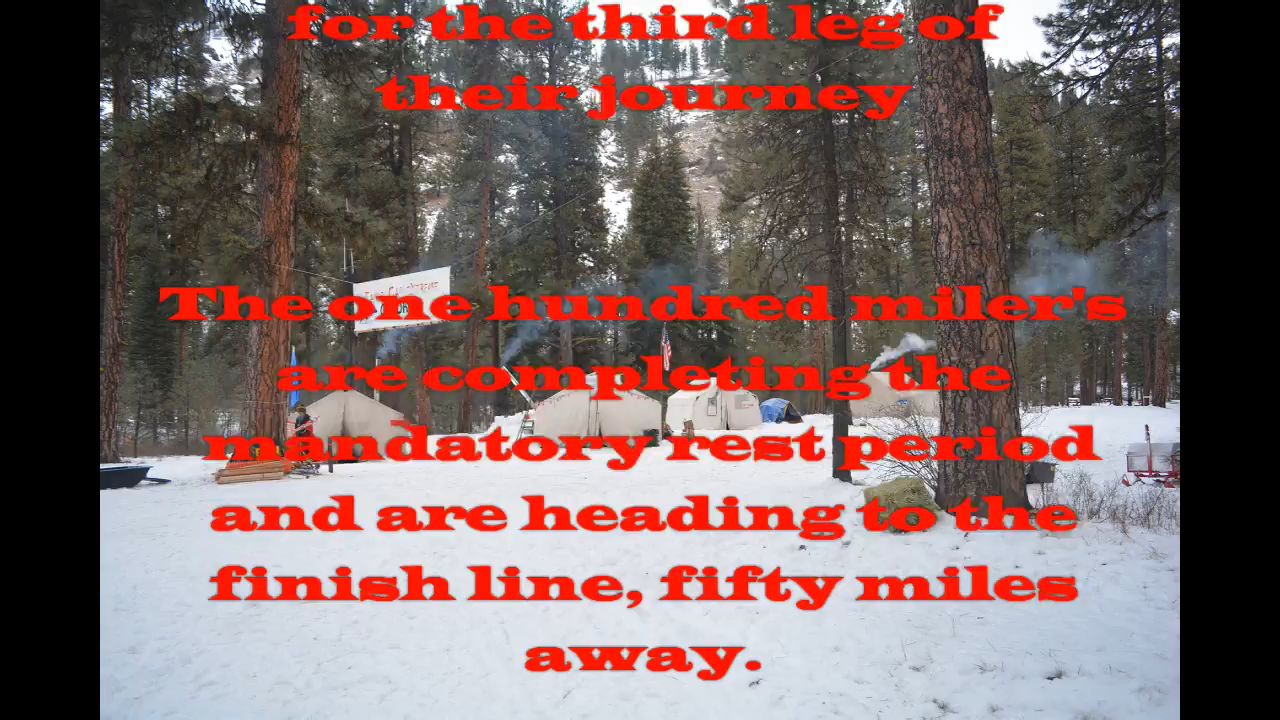 for the third leg of
their journey
The one hundred miler's
are completing the
mandatory rest period
and are heading to the
finish line, fifty miles
away.